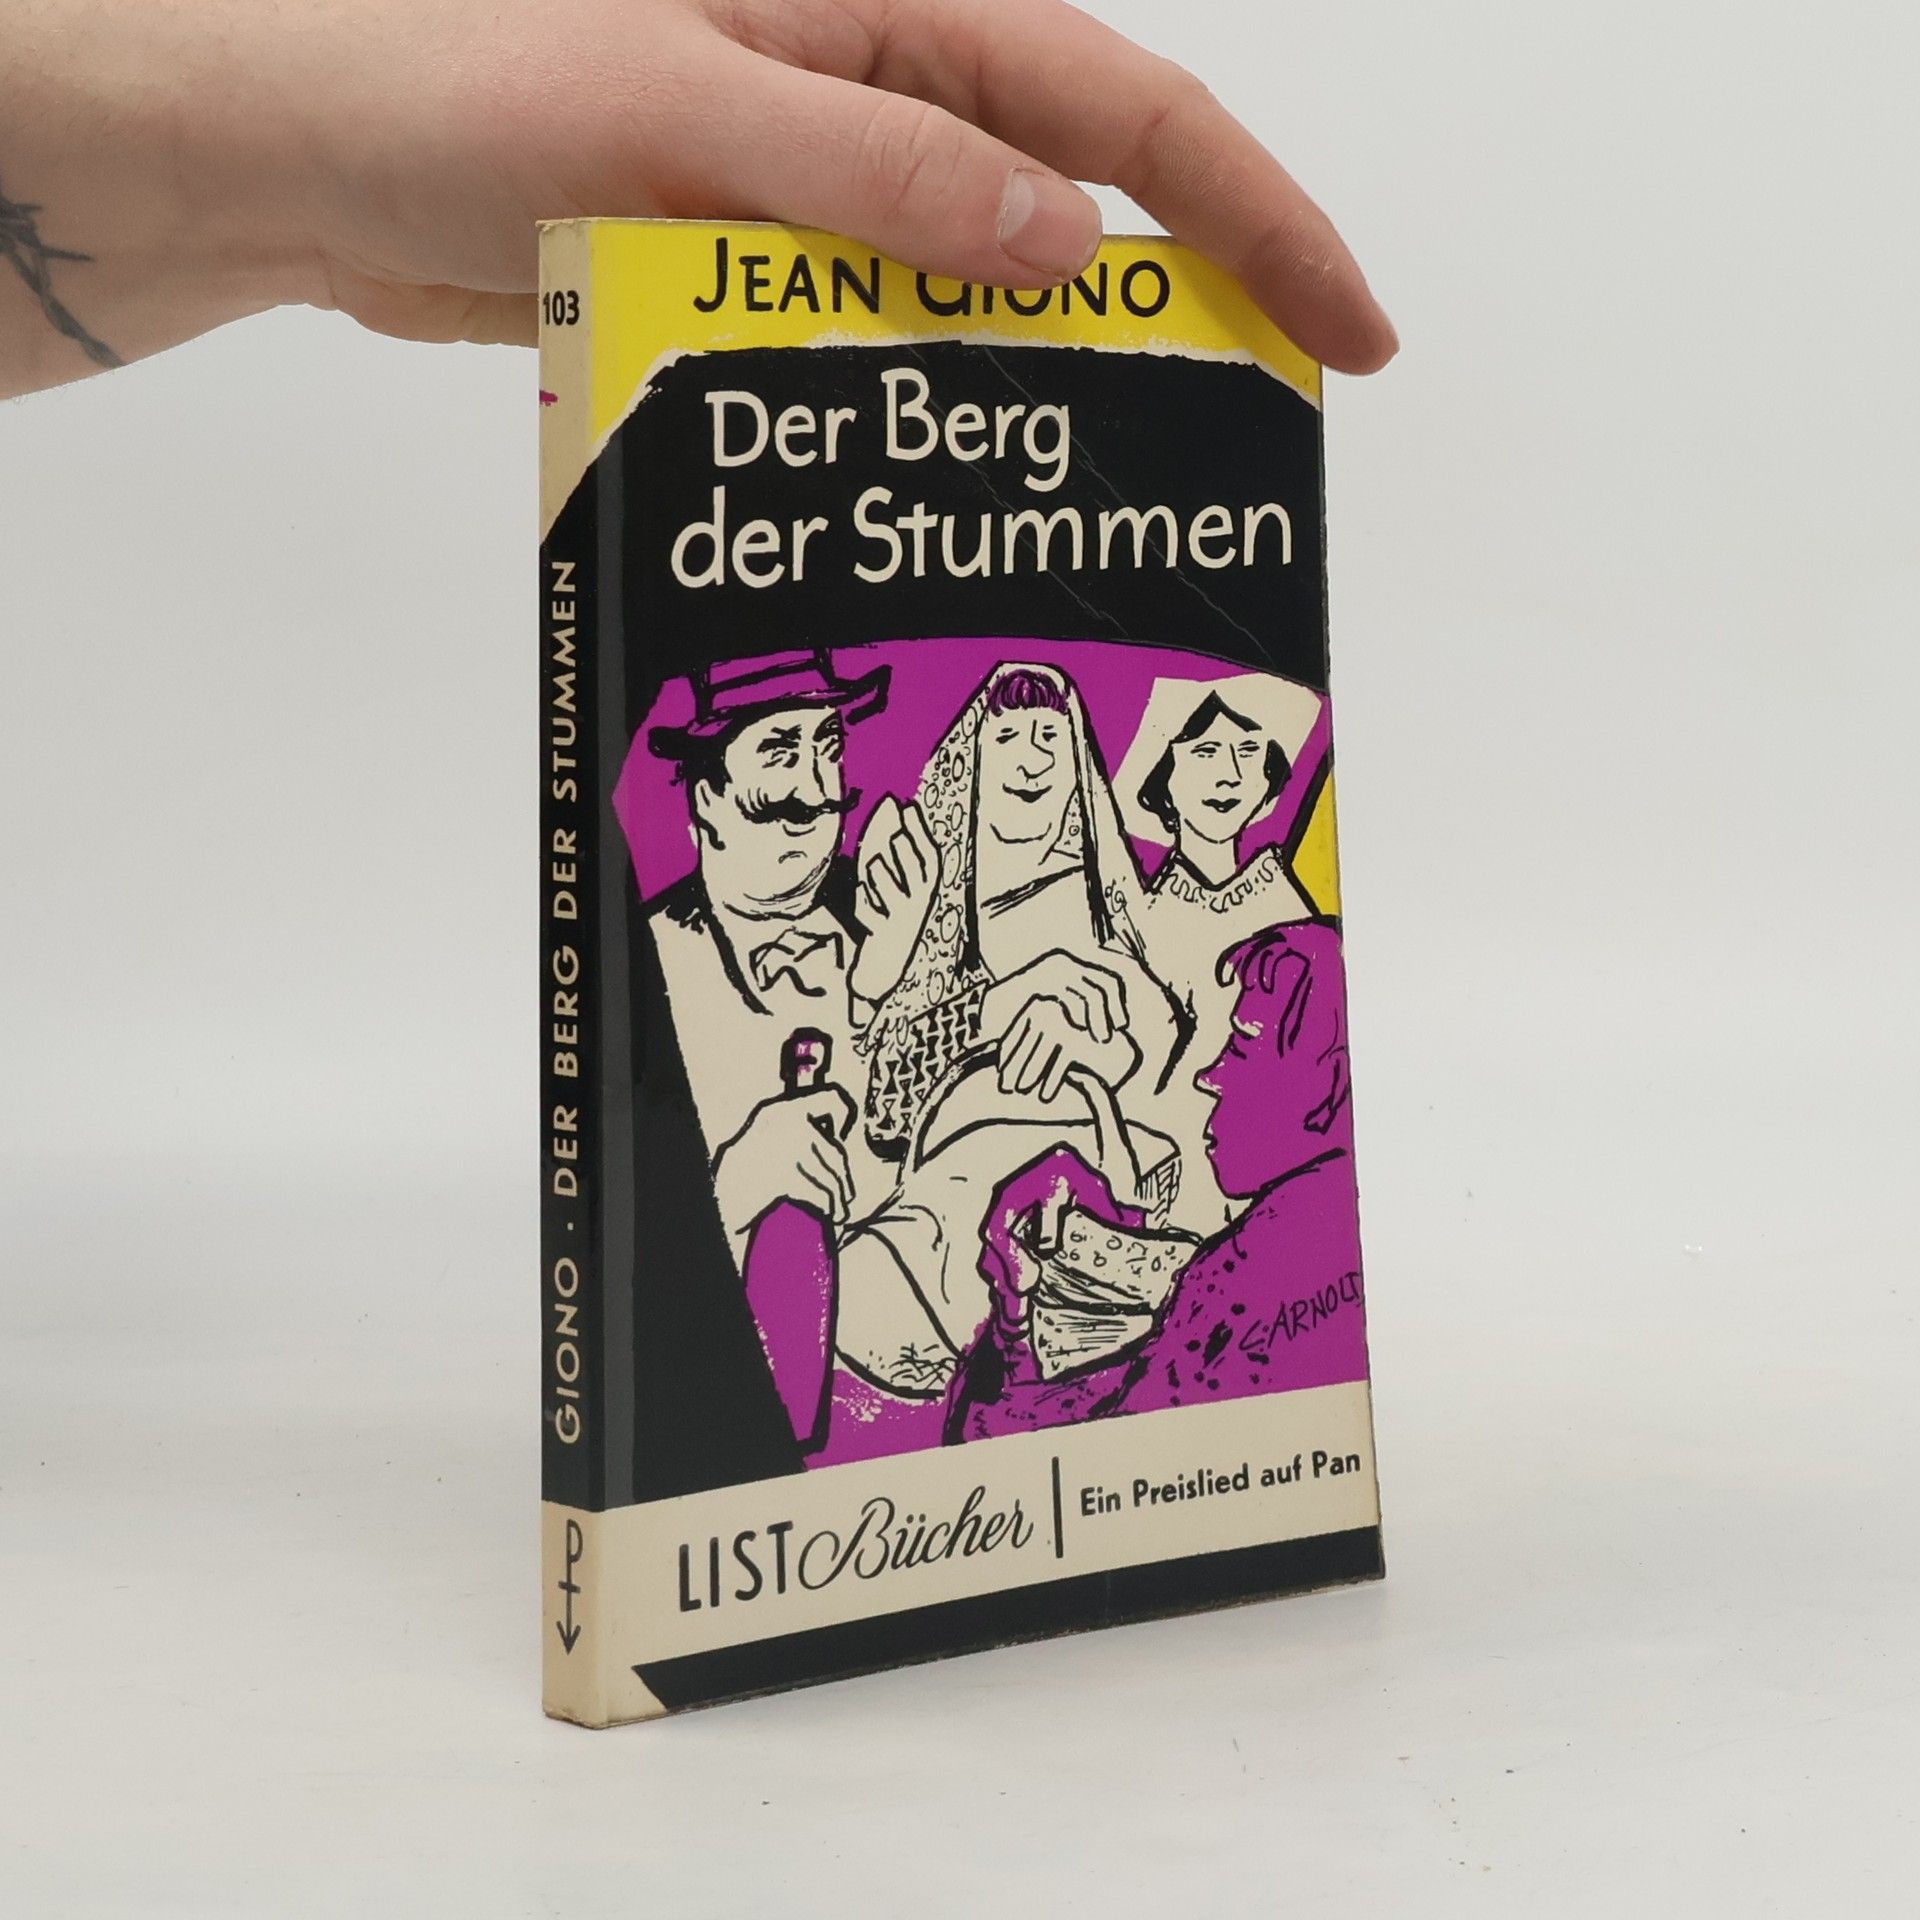 JEAN GIONO
Der Berg
der Stummen
C. ARNOLD
LIST Bücher | Ein Preislied auf Pan
103
GIONO · DER BERG DER STUMMEN